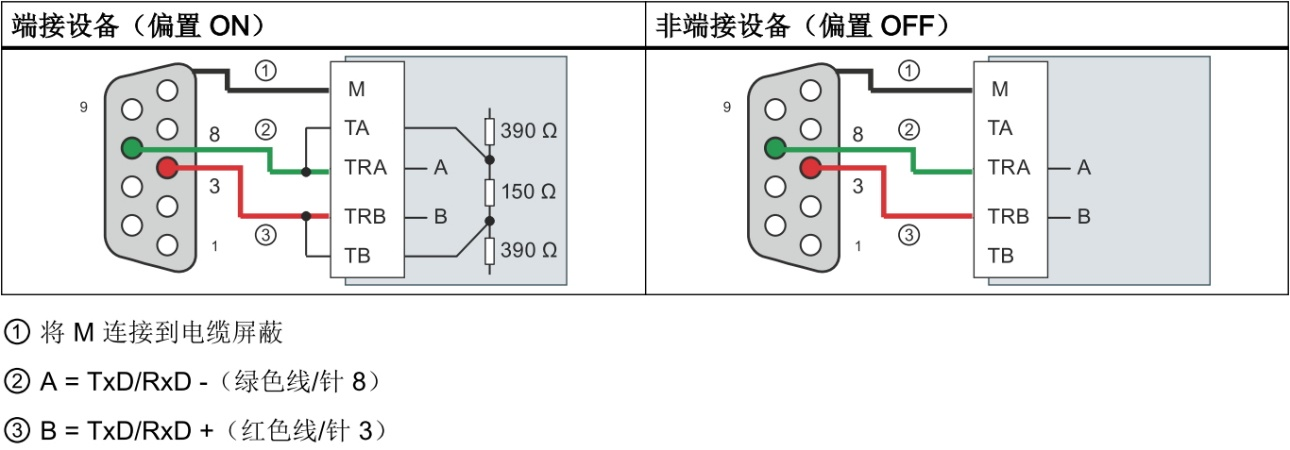 端接设备（偏置 ON） 非端接设备（偏置 OFF）
① ①
M M
9 9
8 ② TA 390 Ω 8 ② TA
TRA A TRA A
3 150 Ω 3
TRB B TRB B
③ ③
1 TB 390 Ω 1 TB
① 将 M 连接到电缆屏蔽
② A = TxD/RxD -（绿色线/针 8）
③ B = TxD/RxD +（红色线/针 3）